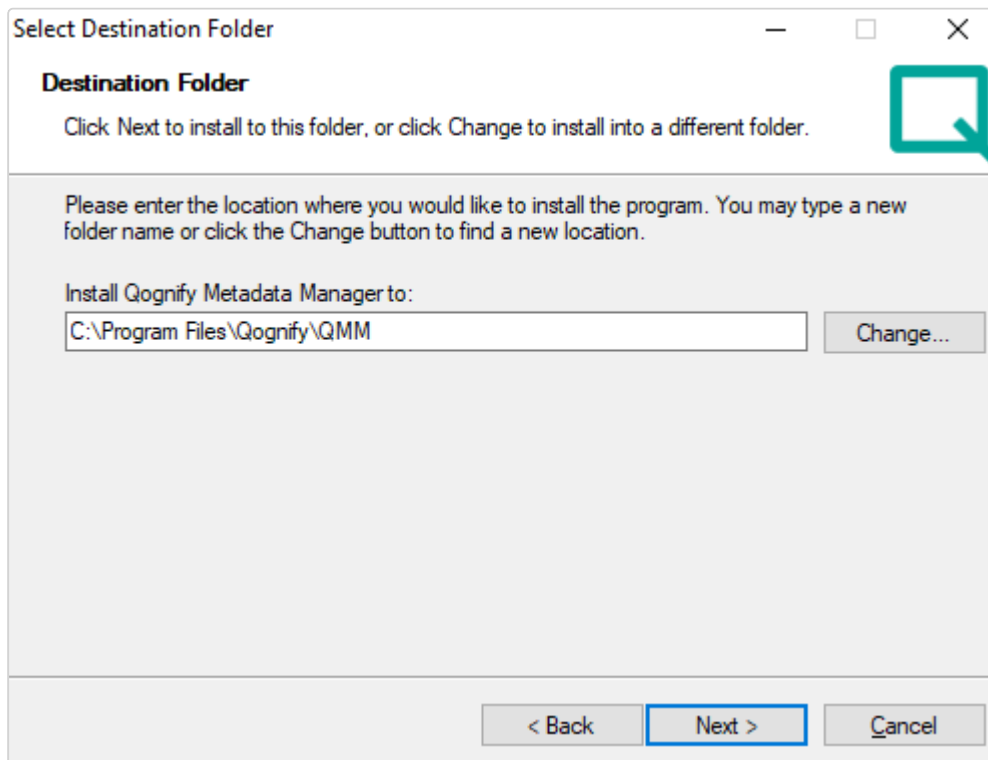 Select Destination Folder
Destination Folder
Click Next to install to this folder, or click Change to install into a different folder.
Please enter the location where you would like to install the program. You may type a new
folder name or click the Change button to find a new location.
Install Qognify Metadata Manager to:
C:\Program Files\Qognify\QMM
Change...
< Back
Next >
Cancel